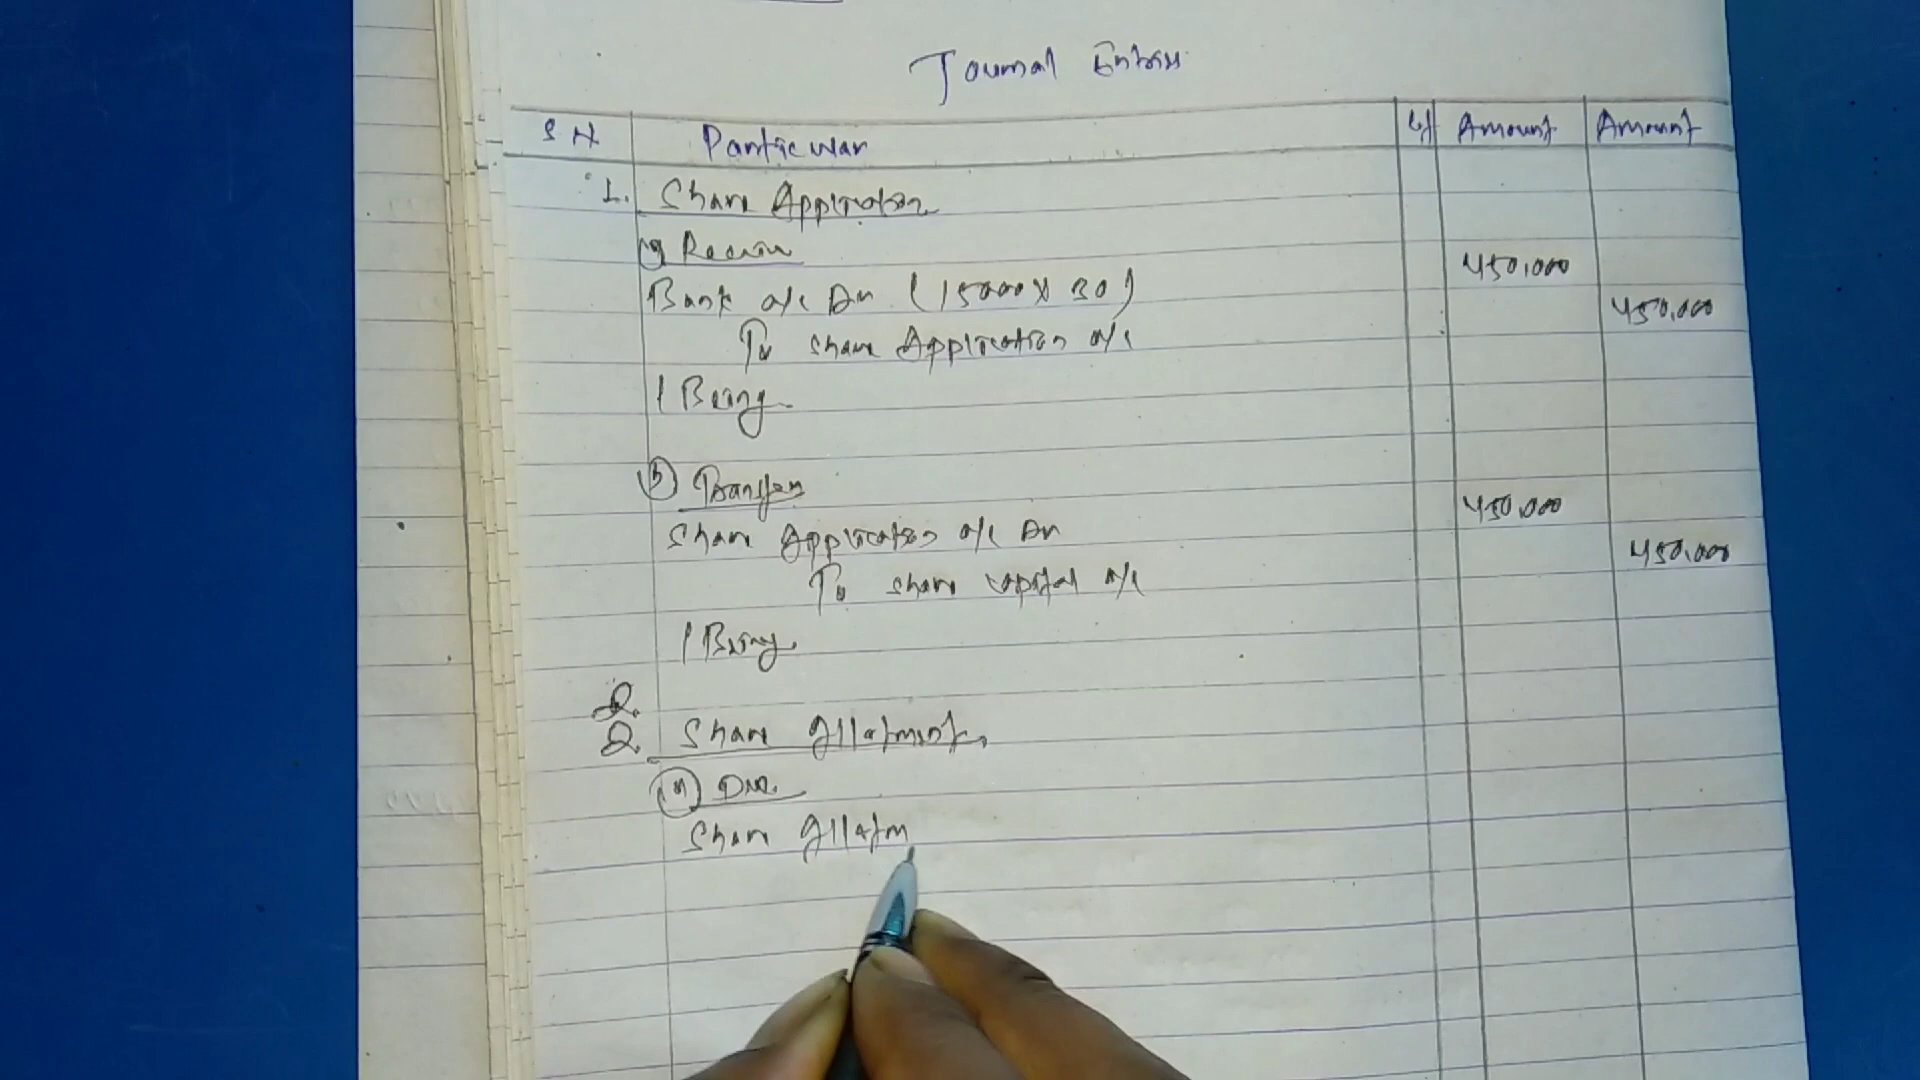 Journal Entries
S N. Particular L/f Amount Amount
1. Share Application
(a) Receive
Bank a/c Dr (15000 X 30) 450,000
To Share Application a/c 450,000
( Being
(b) Transfer
Share Application a/c Dr 450,000
To Share capital a/c 450,000
( Being
2.
2. Share Allotment
(a) Due
Share Allotm